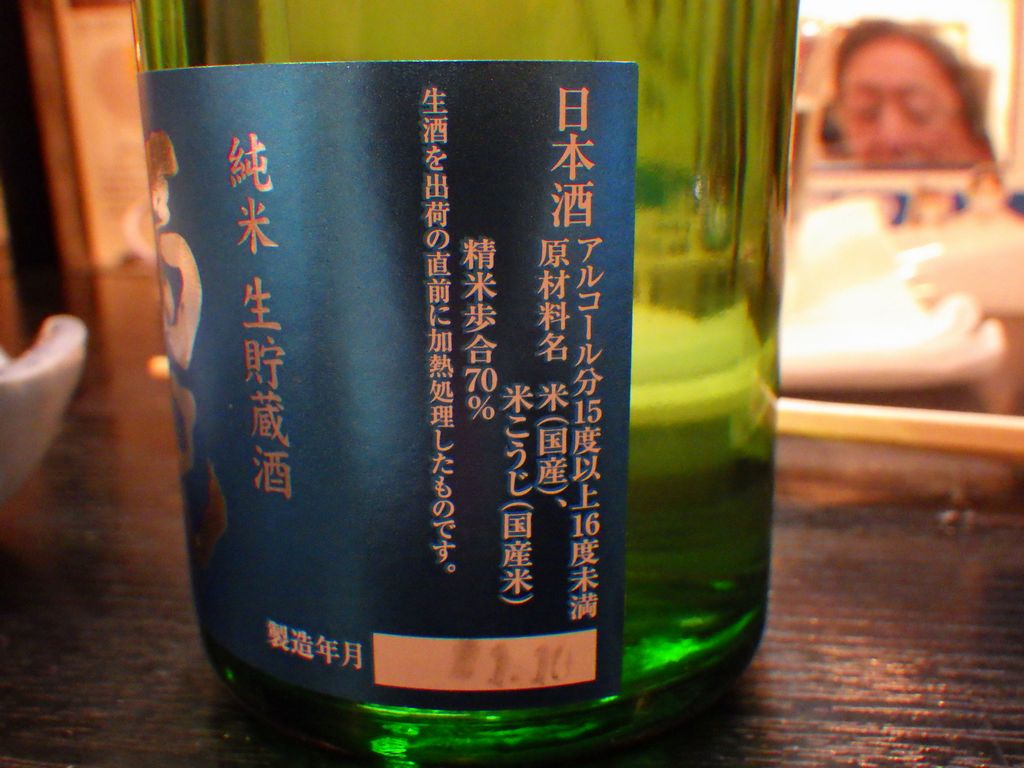 日本酒
アルコール分15度以上16度未満
原材料名 米(国産)、
米こうじ(国産米)
精米歩合70%
生酒を出荷の直前に加熱処理したものです。
純米 生貯蔵酒
製造年月